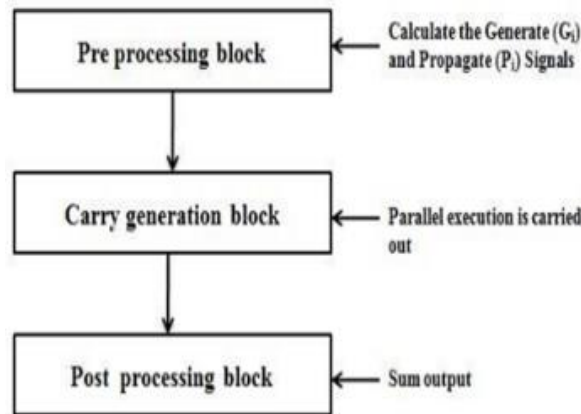 Pre processing block
Calculate the Generate (Gᵢ)
and Propagate (Pᵢ) Signals
Carry generation block
Parallel execution is carried
out
Post processing block
Sum output